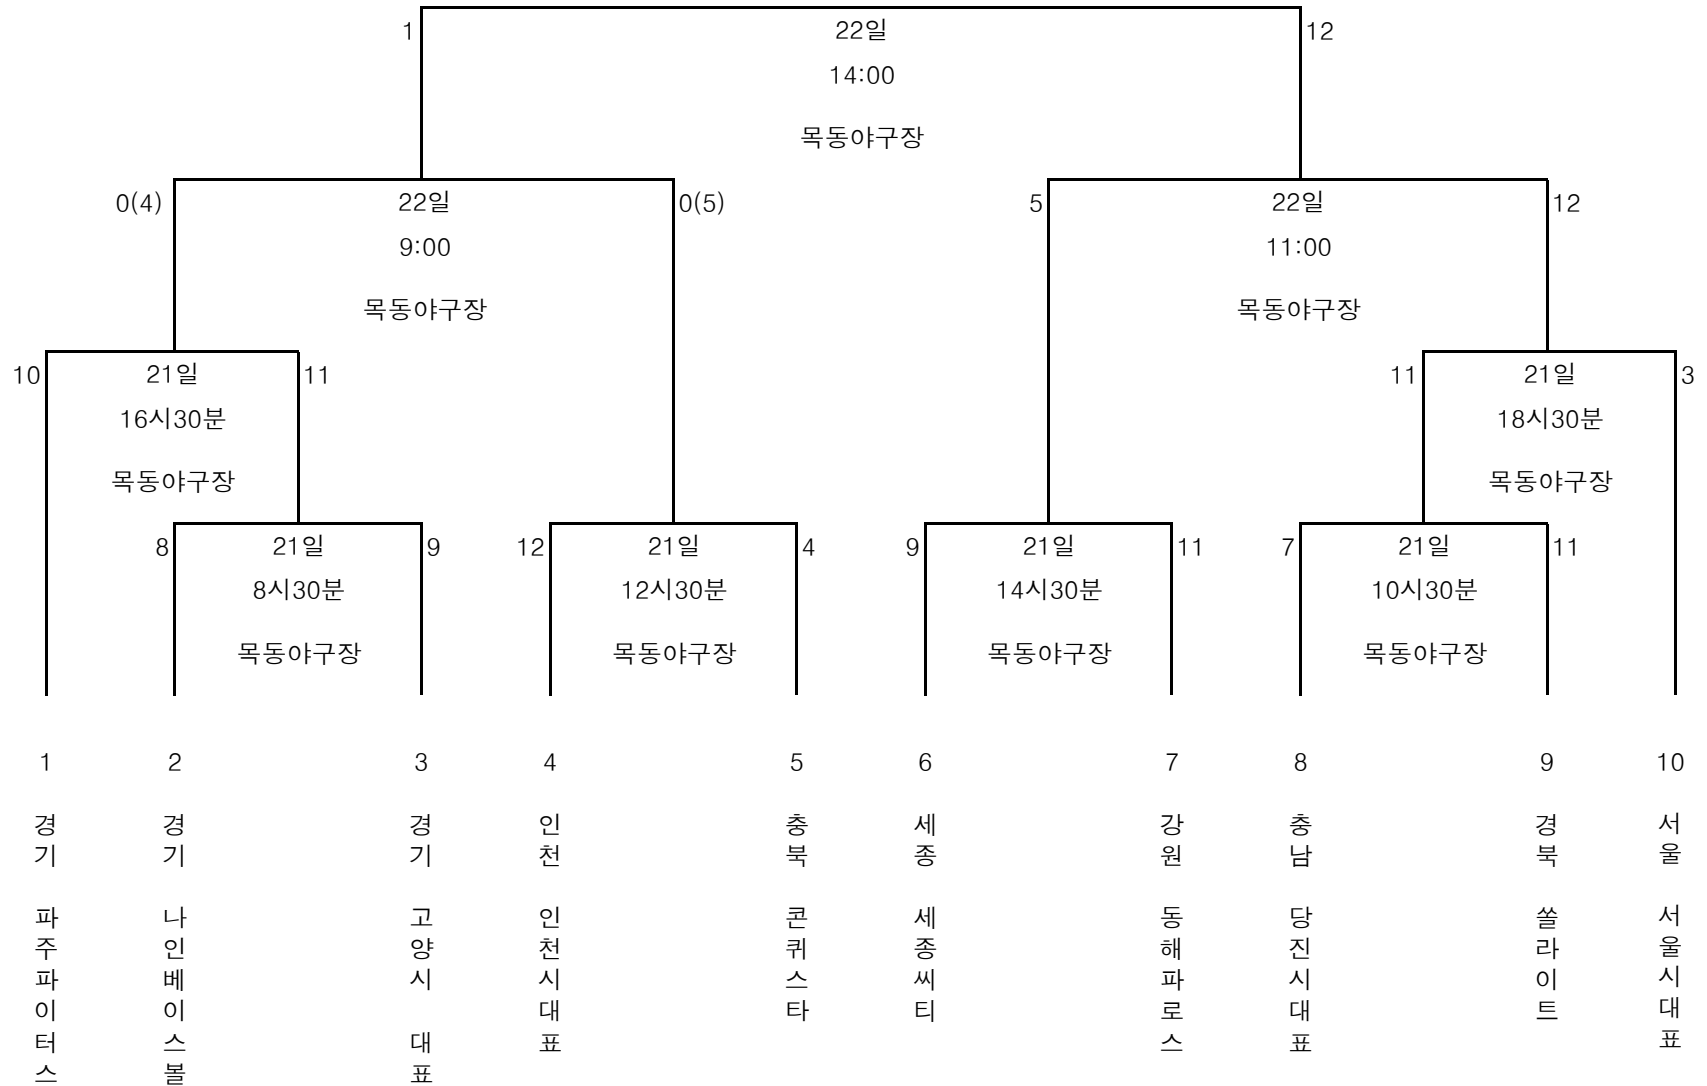 1 22일 12
14:00
목동야구장
0(4) 22일 0(5) 5 22일 12
9:00 11:00
목동야구장 목동야구장
10 21일 11 11 21일 3
16시30분 18시30분
목동야구장 목동야구장
8 21일 9 12 21일 4 9 21일 11 7 21일 11
8시30분 12시30분 14시30분 10시30분
목동야구장 목동야구장 목동야구장 목동야구장
1 2 3 4 5 6 7 8 9 10
경기 파주파이터스
경기 나인베이스볼
경기 고양시 대표
인천 인천시대표
충북 콘퀴스타
세종 세종씨티
강원 동해파로스
충남 당진시대표
경북 쏠라이트
서울 서울시대표